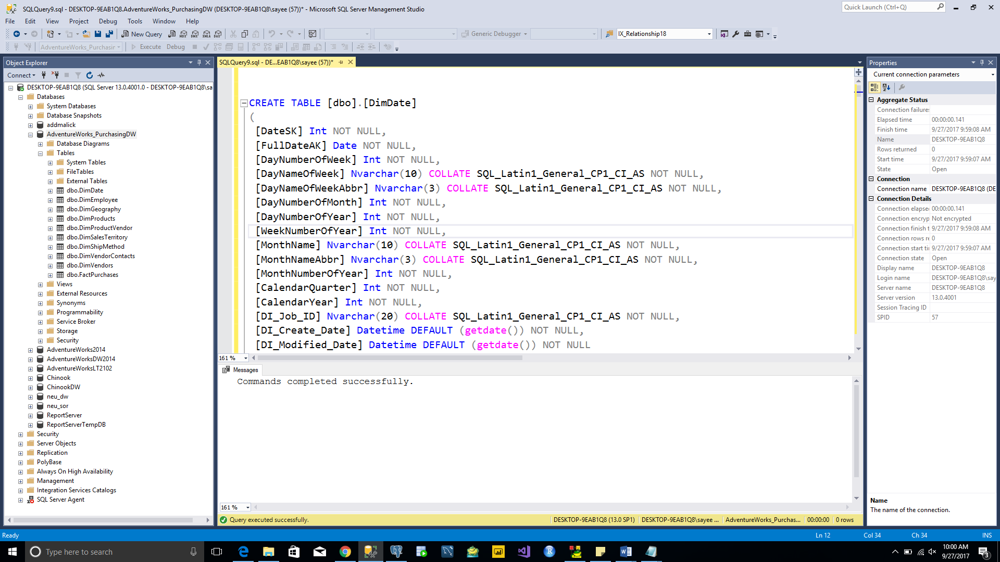 SQLQuery9.sql - DESKTOP-9EAB1Q8.AdventureWorks_PurchasingDW (DESKTOP-9EAB1Q8\sayee (57))* - Microsoft SQL Server Management Studio
Quick Launch (Ctrl+Q)
File Edit View Project Debug Tools Window Help
New Query
Generic Debugger
IX_Relationship18
AdventureWorks_Purchasir
Execute Debug
Object Explorer
SQLQuery9.sql - DE...EAB1Q8\sayee (57))*
Properties
Connect
Current connection parameters
DESKTOP-9EAB1Q8 (SQL Server 13.0.4001.0 - DESKTOP-9EAB1Q8\sa
Databases
System Databases
Database Snapshots
addmalick
AdventureWorks_PurchasingDW
Database Diagrams
Tables
System Tables
FileTables
External Tables
dbo.DimDate
dbo.DimEmployee
dbo.DimGeography
dbo.DimProducts
dbo.DimProductVendor
dbo.DimSalesTerritory
dbo.DimShipMethod
dbo.DimVendorContacts
dbo.DimVendors
dbo.FactPurchases
Views
External Resources
Synonyms
Programmability
Service Broker
Storage
Security
AdventureWorks2014
AdventureWorksDW2014
AdventureWorksLT2102
Chinook
ChinookDW
neu_dw
neu_sor
ReportServer
ReportServerTempDB
Security
Server Objects
Replication
PolyBase
Always On High Availability
Management
Integration Services Catalogs
SQL Server Agent
CREATE TABLE [dbo].[DimDate]
(
[DateSK] Int NOT NULL,
[FullDateAK] Date NOT NULL,
[DayNumberOfWeek] Int NOT NULL,
[DayNameOfWeek] Nvarchar(10) COLLATE SQL_Latin1_General_CP1_CI_AS NOT NULL,
[DayNameOfWeekAbbr] Nvarchar(3) COLLATE SQL_Latin1_General_CP1_CI_AS NOT NULL,
[DayNumberOfMonth] Int NOT NULL,
[DayNumberOfYear] Int NOT NULL,
[WeekNumberOfYear] Int NOT NULL,
[MonthName] Nvarchar(10) COLLATE SQL_Latin1_General_CP1_CI_AS NOT NULL,
[MonthNameAbbr] Nvarchar(3) COLLATE SQL_Latin1_General_CP1_CI_AS NOT NULL,
[MonthNumberOfYear] Int NOT NULL,
[CalendarQuarter] Int NOT NULL,
[CalendarYear] Int NOT NULL,
[DI_Job_ID] Nvarchar(20) COLLATE SQL_Latin1_General_CP1_CI_AS NOT NULL,
[DI_Create_Date] Datetime DEFAULT (getdate()) NOT NULL,
[DI_Modified_Date] Datetime DEFAULT (getdate()) NOT NULL
161 %
Messages
Commands completed successfully.
161 %
Query executed successfully.
DESKTOP-9EAB1Q8 (13.0 SP1) DESKTOP-9EAB1Q8\sayee ... AdventureWorks_Purchas... 00:00:00 0 rows
Aggregate Status
Connection failures
Elapsed time 00:00:00.141
Finish time 9/27/2017 9:59:08 AM
Name DESKTOP-9EAB1Q8
Rows returned 0
Start time 9/27/2017 9:59:07 AM
State Open
Connection
Connection name DESKTOP-9EAB1Q8 (DE
Connection Details
Connection elapse 00:00:00.141
Connection encryp Not encrypted
Connection finish t 9/27/2017 9:59:08 AM
Connection rows re 0
Connection start ti 9/27/2017 9:59:07 AM
Connection state Open
Display name DESKTOP-9EAB1Q8
Login name DESKTOP-9EAB1Q8\say
Server name DESKTOP-9EAB1Q8
Server version 13.0.4001
Session Tracing ID
SPID 57
Name
The name of the connection.
Ready
Ln 12 Col 34 Ch 34 INS
Type here to search
10:00 AM
9/27/2017
3